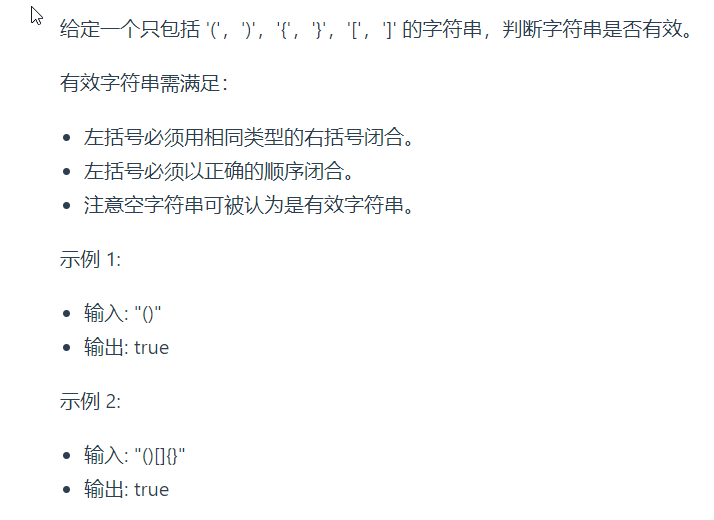 给定一个只包括 '(', ')', '{', '}', '[', ']' 的字符串，判断字符串是否有效。
有效字符串需满足：
• 左括号必须用相同类型的右括号闭合。
• 左括号必须以正确的顺序闭合。
• 注意空字符串可被认为是有效字符串。
示例 1:
• 输入: "()"
• 输出: true
示例 2:
• 输入: "()[]{}"
• 输出: true